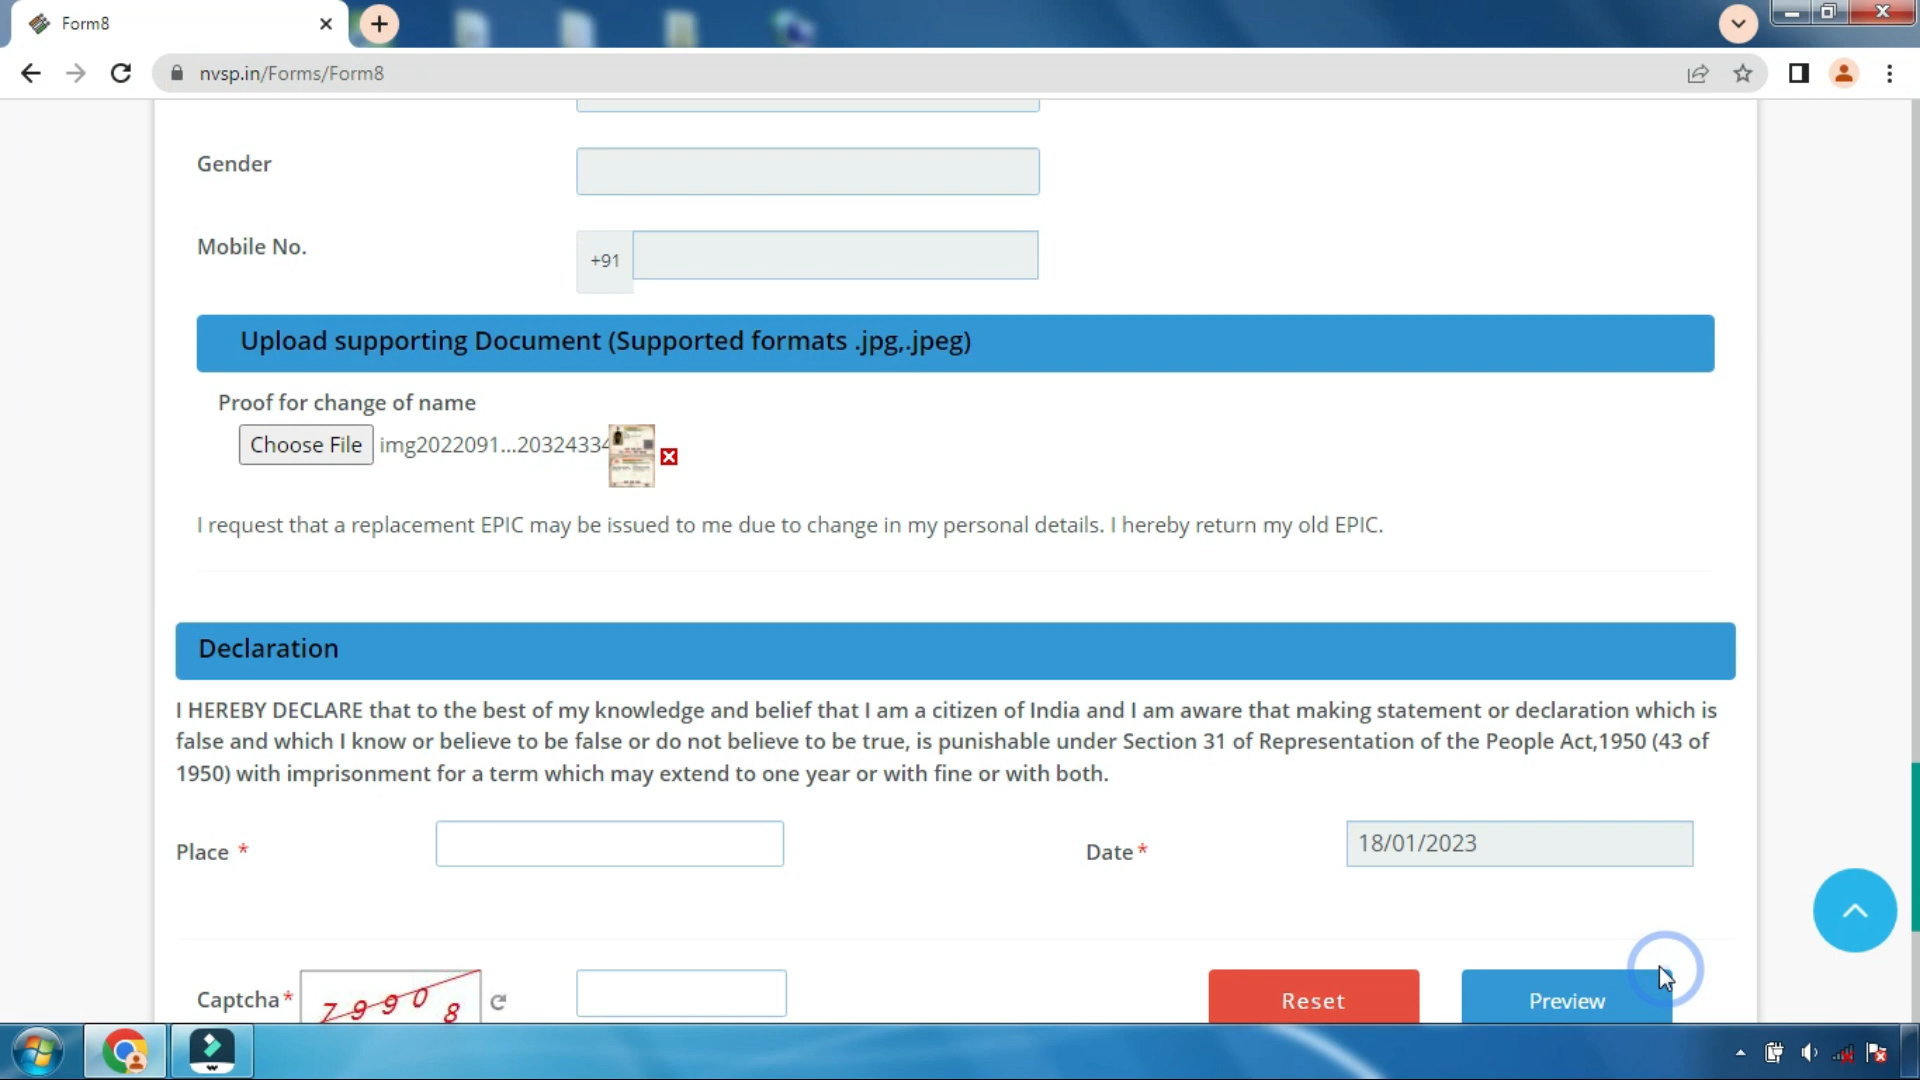 Form8
nvsp.in/Forms/Form8
Gender
Mobile No.
+91
Upload supporting Document (Supported formats .jpg,.jpeg)
Proof for change of name
Choose File img2022091...20324334
I request that a replacement EPIC may be issued to me due to change in my personal details. I hereby return my old EPIC.
Declaration
I HEREBY DECLARE that to the best of my knowledge and belief that I am a citizen of India and I am aware that making statement or declaration which is
false and which I know or believe to be false or do not believe to be true, is punishable under Section 31 of Representation of the People Act,1950 (43 of
1950) with imprisonment for a term which may extend to one year or with fine or with both.
Place * Date* 18/01/2023
Captcha* 79908 Reset Preview